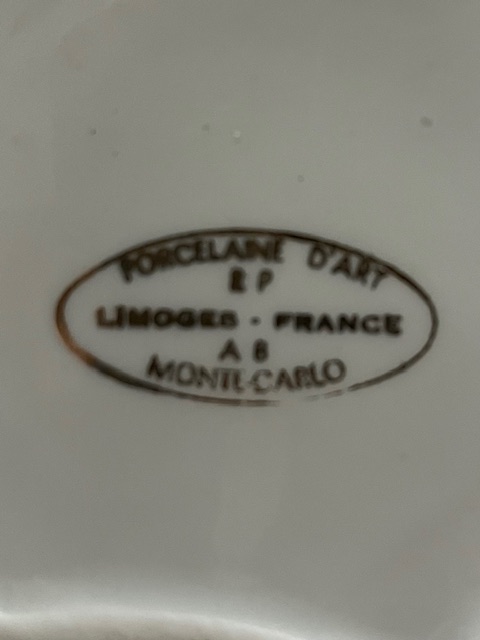 PORCELAINE D'ART
R P
LIMOGES · FRANCE
A B
MONTE-CARLO